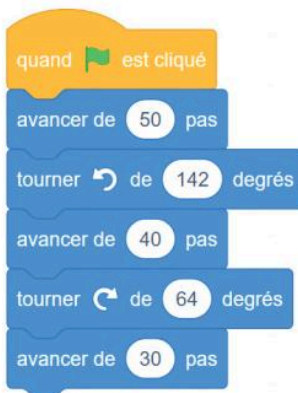 quand est cliqué
avancer de 50 pas
tourner de 142 degrés
avancer de 40 pas
tourner de 64 degrés
avancer de 30 pas